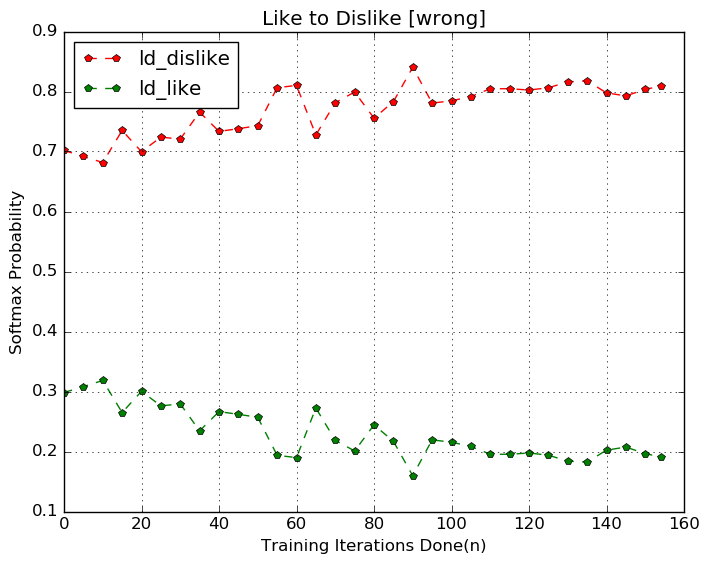 Like to Dislike [wrong]
ld_dislike
ld_like
Softmax Probability
0.9
0.8
0.7
0.6
0.5
0.4
0.3
0.2
0.1
0 20 40 60 80 100 120 140 160
Training Iterations Done(n)